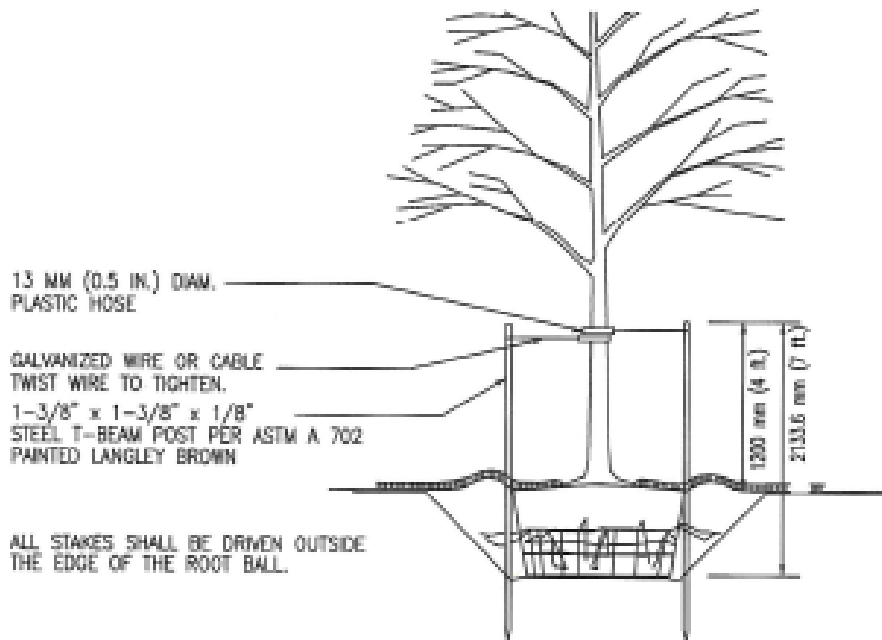 13 MM (0.5 IN.) DIAM.
PLASTIC HOSE
GALVANIZED WIRE OR CABLE
TWIST WIRE TO TIGHTEN.
1-3/8" x 1-3/8" x 1/8"
STEEL T-BEAM POST PER ASTM A 702
PAINTED LANGLEY BROWN
ALL STAKES SHALL BE DRIVEN OUTSIDE
THE EDGE OF THE ROOT BALL.
1200 mm (4 ft.)
2133.6 mm (7 ft.)